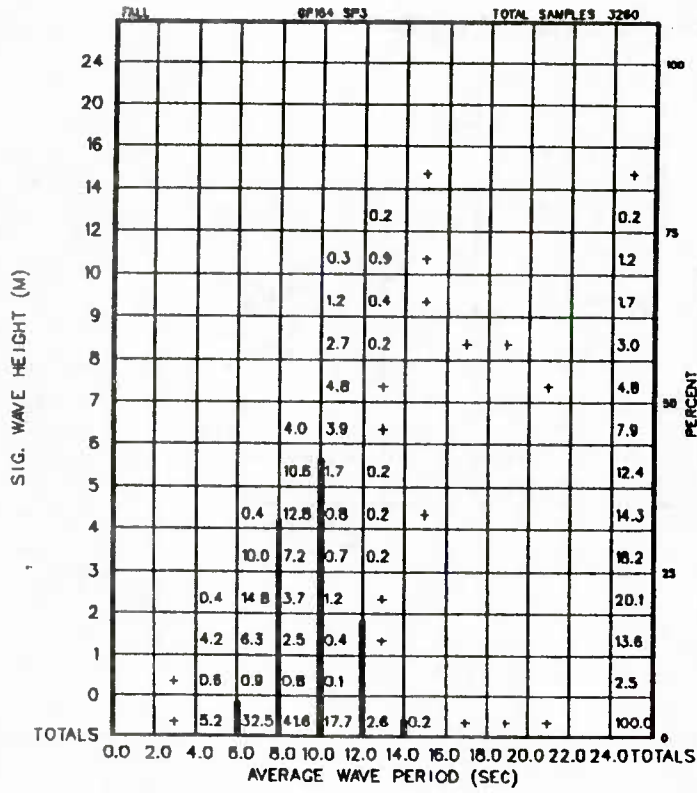 FALL GP164 SP3 TOTAL SAMPLES 3260
24 100
20
16
+ +
14
0.2 0.2
12 75
0.3 0.9 + 1.2
10
1.2 0.4 + 1.7
9
2.7 0.2 + + 3.0
8
4.8 + + 4.8
7 50
4.0 3.9 + 7.9
6
10.6 1.7 0.2 12.4
5
0.4 12.8 0.8 0.2 + 14.3
4
10.0 7.2 0.7 0.2 18.2
3 25
0.4 14.8 3.7 1.2 + 20.1
2
4.2 6.3 2.5 0.4 + 13.6
1
+ 0.6 0.9 0.8 0.1 2.5
0
+ 5.2 32.5 41.6 17.7 2.6 0.2 + + + 100.0
TOTALS 0
0.0 2.0 4.0 6.0 8.0 10.0 12.0 14.0 16.0 18.0 20.0 22.0 24.0 TOTALS
AVERAGE WAVE PERIOD (SEC)
SIG. WAVE HEIGHT (M)
PERCENT